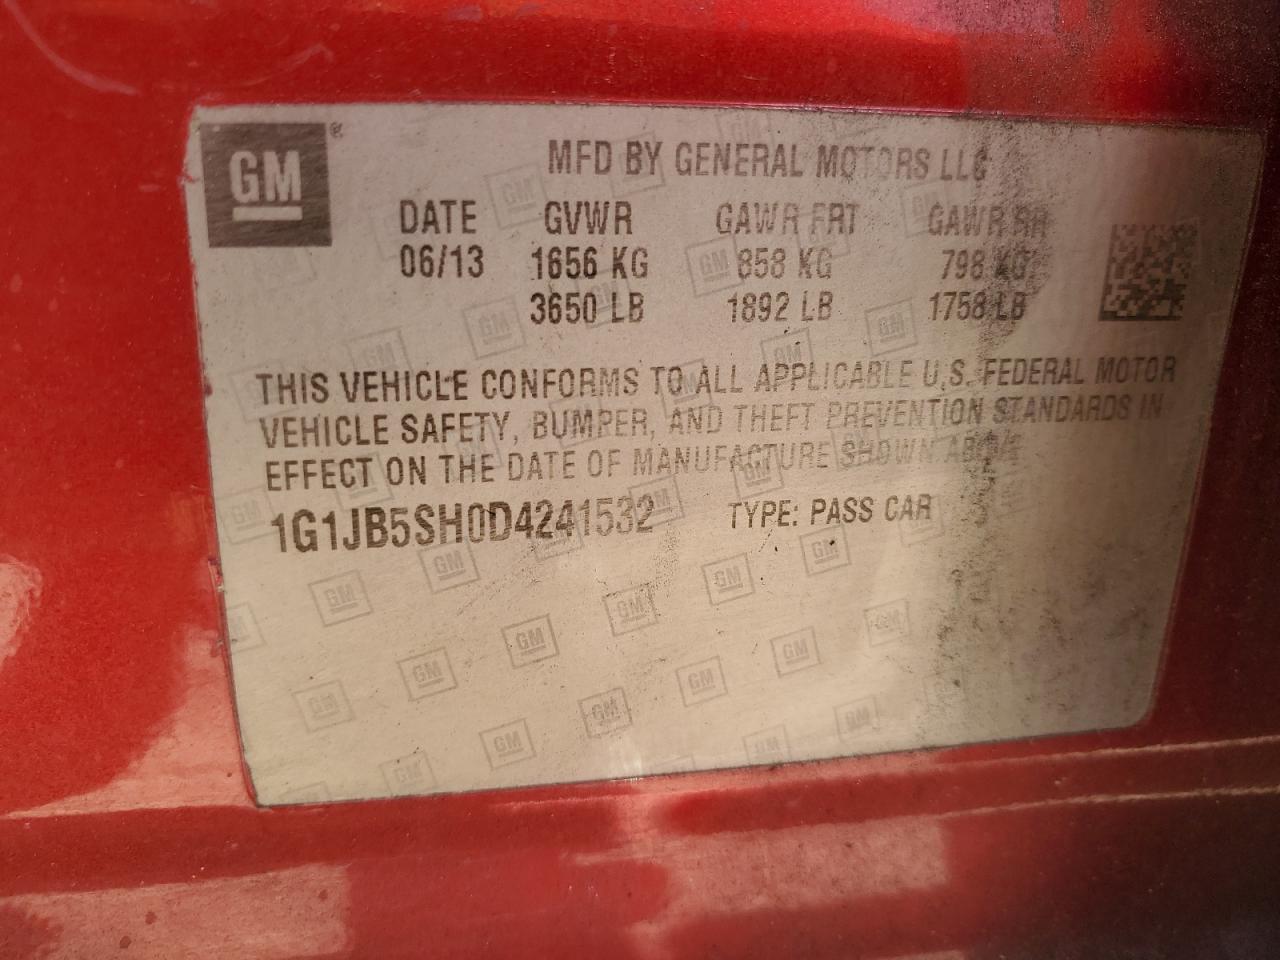 GM ®
MFD BY GENERAL MOTORS LLC
DATE GVWR GAWR FRT GAWR RR
06/13 1656 KG 858 KG 798 KG
3650 LB 1892 LB 1758 LB
THIS VEHICLE CONFORMS TO ALL APPLICABLE U.S. FEDERAL MOTOR
VEHICLE SAFETY, BUMPER, AND THEFT PREVENTION STANDARDS IN
EFFECT ON THE DATE OF MANUFACTURE SHOWN ABOVE
1G1JB5SH0D4241532 TYPE: PASS CAR